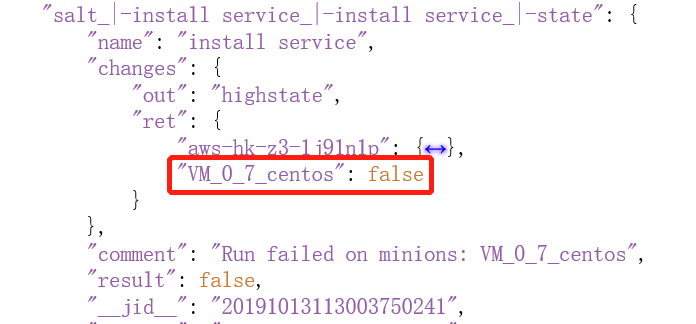 "salt_|-install service_|-install service_|-state": {
"name": "install service",
"changes": {
"out": "highstate",
"ret": {
"aws-hk-z3-1j91n1p": {↔},
"VM_0_7_centos": false
}
},
"comment": "Run failed on minions: VM_0_7_centos",
"result": false,
"__jid__": "20191013113003750241",